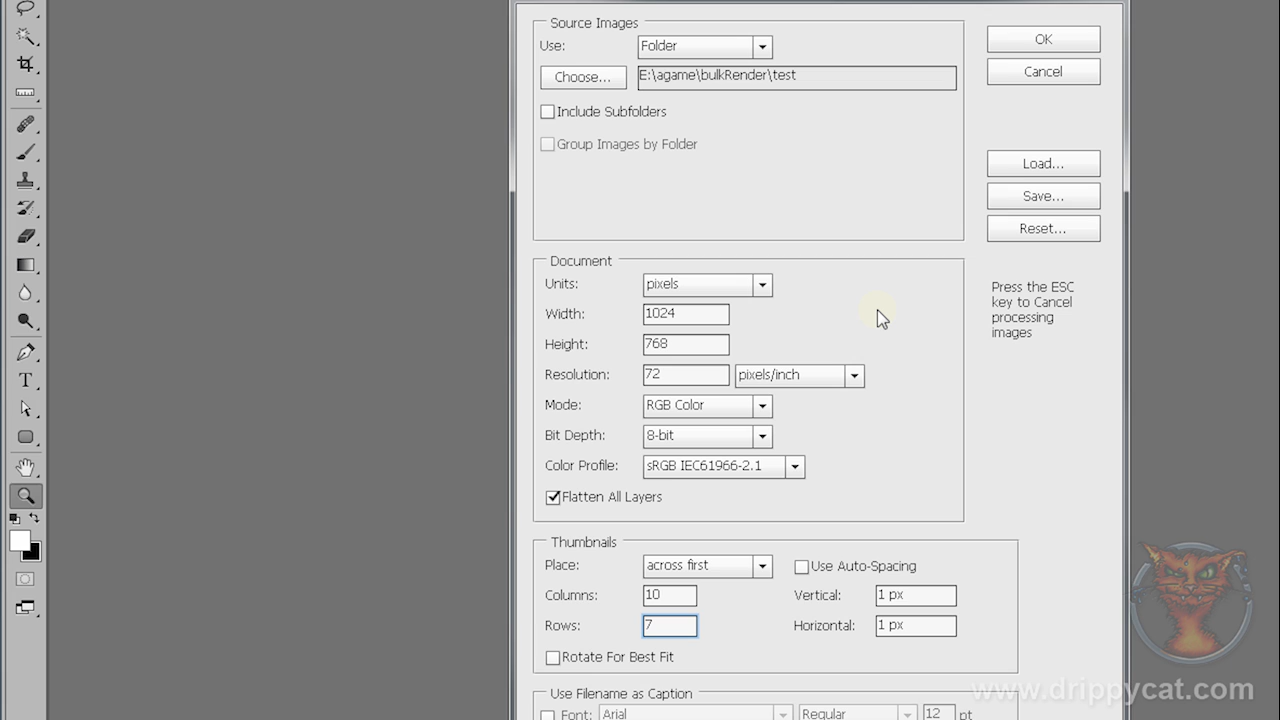 Source Images
Use: Folder
Choose... E:\agame\bulkRender\test
Include Subfolders
Group Images by Folder
OK
Cancel
Load...
Save...
Reset...
Press the ESC
key to Cancel
processing
images
Document
Units: pixels
Width: 1024
Height: 768
Resolution: 72 pixels/inch
Mode: RGB Color
Bit Depth: 8-bit
Color Profile: sRGB IEC61966-2.1
Flatten All Layers
Thumbnails
Place: across first Use Auto-Spacing
Columns: 10 Vertical: 1 px
Rows: 7 Horizontal: 1 px
Rotate For Best Fit
Use Filename as Caption
Font: Arial Regular 12 pt
www.drippycat.com